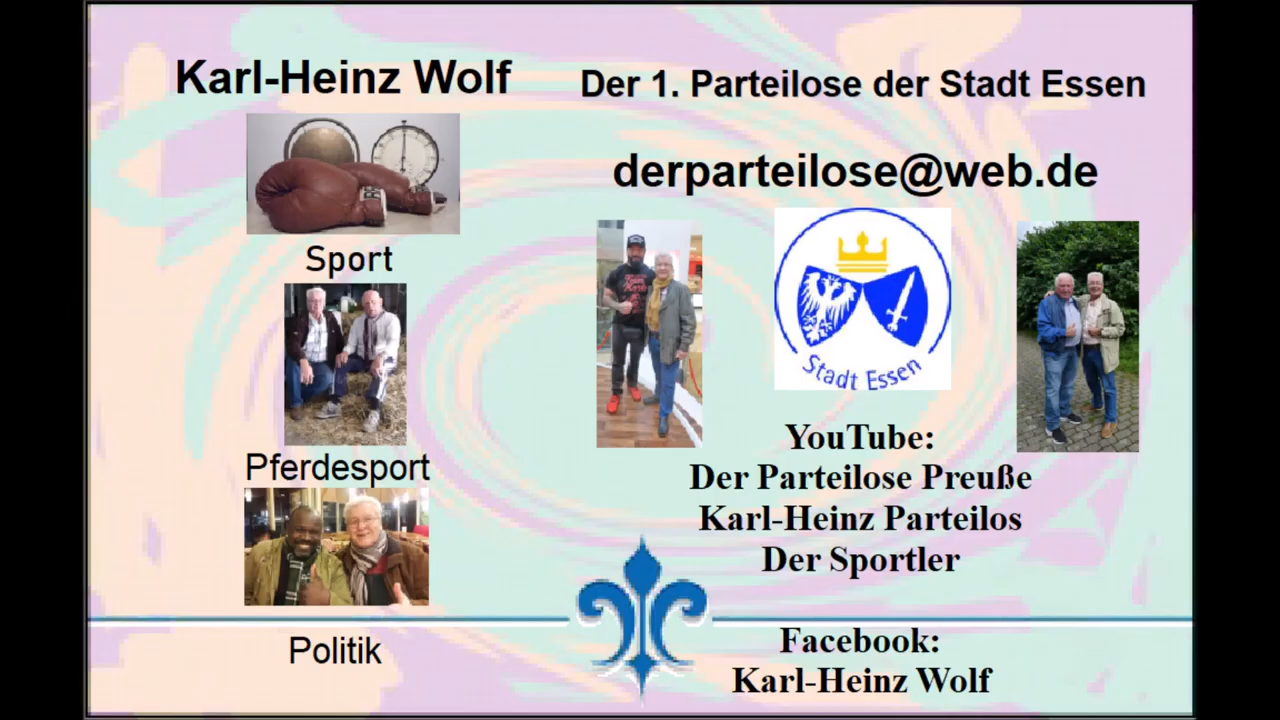 Karl-Heinz Wolf
Der 1. Parteilose der Stadt Essen
derparteilose@web.de
Sport
Pferdesport
Politik
Stadt Essen
YouTube:
Der Parteilose Preuße
Karl-Heinz Parteilos
Der Sportler
Facebook:
Karl-Heinz Wolf